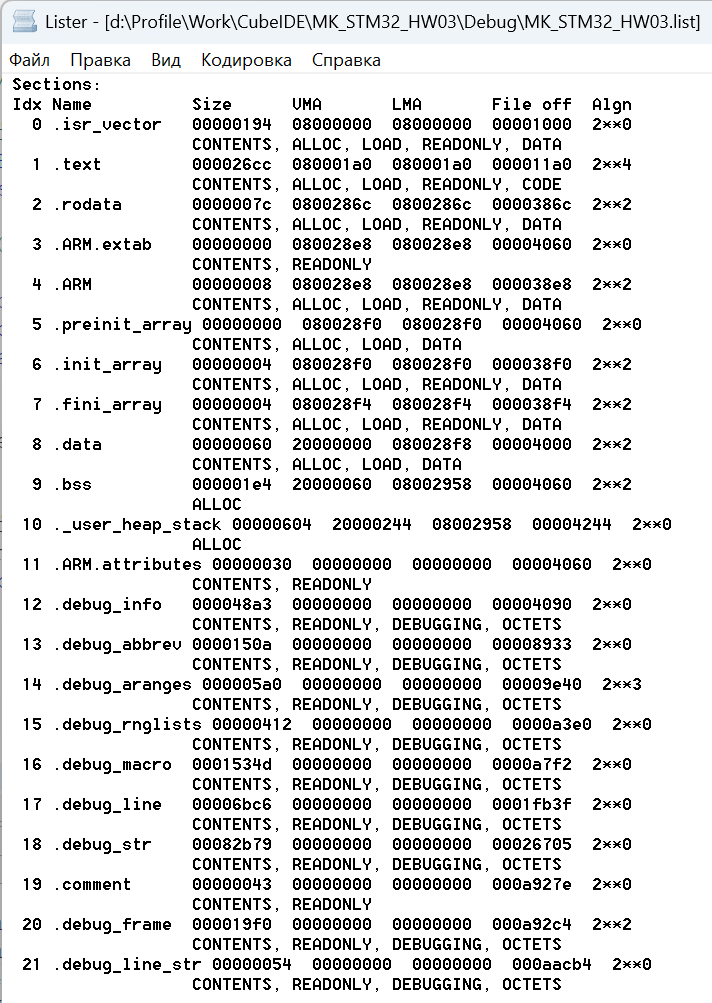 Lister - [d:\Profile\Work\CubeIDE\MK_STM32_HW03\Debug\MK_STM32_HW03.list]
Файл Правка Вид Кодировка Справка
Sections:
Idx Name          Size      VMA       LMA       File off  Algn
  0 .isr_vector   00000194  08000000  08000000  00001000  2**0
                  CONTENTS, ALLOC, LOAD, READONLY, DATA
  1 .text         000026cc  080001a0  080001a0  000011a0  2**4
                  CONTENTS, ALLOC, LOAD, READONLY, CODE
  2 .rodata       0000007c  0800286c  0800286c  0000386c  2**2
                  CONTENTS, ALLOC, LOAD, READONLY, DATA
  3 .ARM.extab    00000000  080028e8  080028e8  00004060  2**0
                  CONTENTS, READONLY
  4 .ARM          00000008  080028e8  080028e8  000038e8  2**2
                  CONTENTS, ALLOC, LOAD, READONLY, DATA
  5 .preinit_array 00000000  080028f0  080028f0  00004060  2**0
                  CONTENTS, ALLOC, LOAD, DATA
  6 .init_array   00000004  080028f0  080028f0  000038f0  2**2
                  CONTENTS, ALLOC, LOAD, READONLY, DATA
  7 .fini_array   00000004  080028f4  080028f4  000038f4  2**2
                  CONTENTS, ALLOC, LOAD, READONLY, DATA
  8 .data         00000060  20000000  080028f8  00004000  2**2
                  CONTENTS, ALLOC, LOAD, DATA
  9 .bss          000001e4  20000060  08002958  00004060  2**2
                  ALLOC
 10 ._user_heap_stack 00000604  20000244  08002958  00004244  2**0
                  ALLOC
 11 .ARM.attributes 00000030  00000000  00000000  00004060  2**0
                  CONTENTS, READONLY
 12 .debug_info   000048a3  00000000  00000000  00004090  2**0
                  CONTENTS, READONLY, DEBUGGING, OCTETS
 13 .debug_abbrev 0000150a  00000000  00000000  00008933  2**0
                  CONTENTS, READONLY, DEBUGGING, OCTETS
 14 .debug_aranges 000005a0  00000000  00000000  00009e40  2**3
                  CONTENTS, READONLY, DEBUGGING, OCTETS
 15 .debug_rnglists 00000412  00000000  00000000  0000a3e0  2**0
                  CONTENTS, READONLY, DEBUGGING, OCTETS
 16 .debug_macro  0001534d  00000000  00000000  0000a7f2  2**0
                  CONTENTS, READONLY, DEBUGGING, OCTETS
 17 .debug_line   00006bc6  00000000  00000000  0001fb3f  2**0
                  CONTENTS, READONLY, DEBUGGING, OCTETS
 18 .debug_str    00082b79  00000000  00000000  00026705  2**0
                  CONTENTS, READONLY, DEBUGGING, OCTETS
 19 .comment      00000043  00000000  00000000  000a927e  2**0
                  CONTENTS, READONLY
 20 .debug_frame  000019f0  00000000  00000000  000a92c4  2**2
                  CONTENTS, READONLY, DEBUGGING, OCTETS
 21 .debug_line_str 00000054  00000000  00000000  000aacb4  2**0
                  CONTENTS, READONLY, DEBUGGING, OCTETS